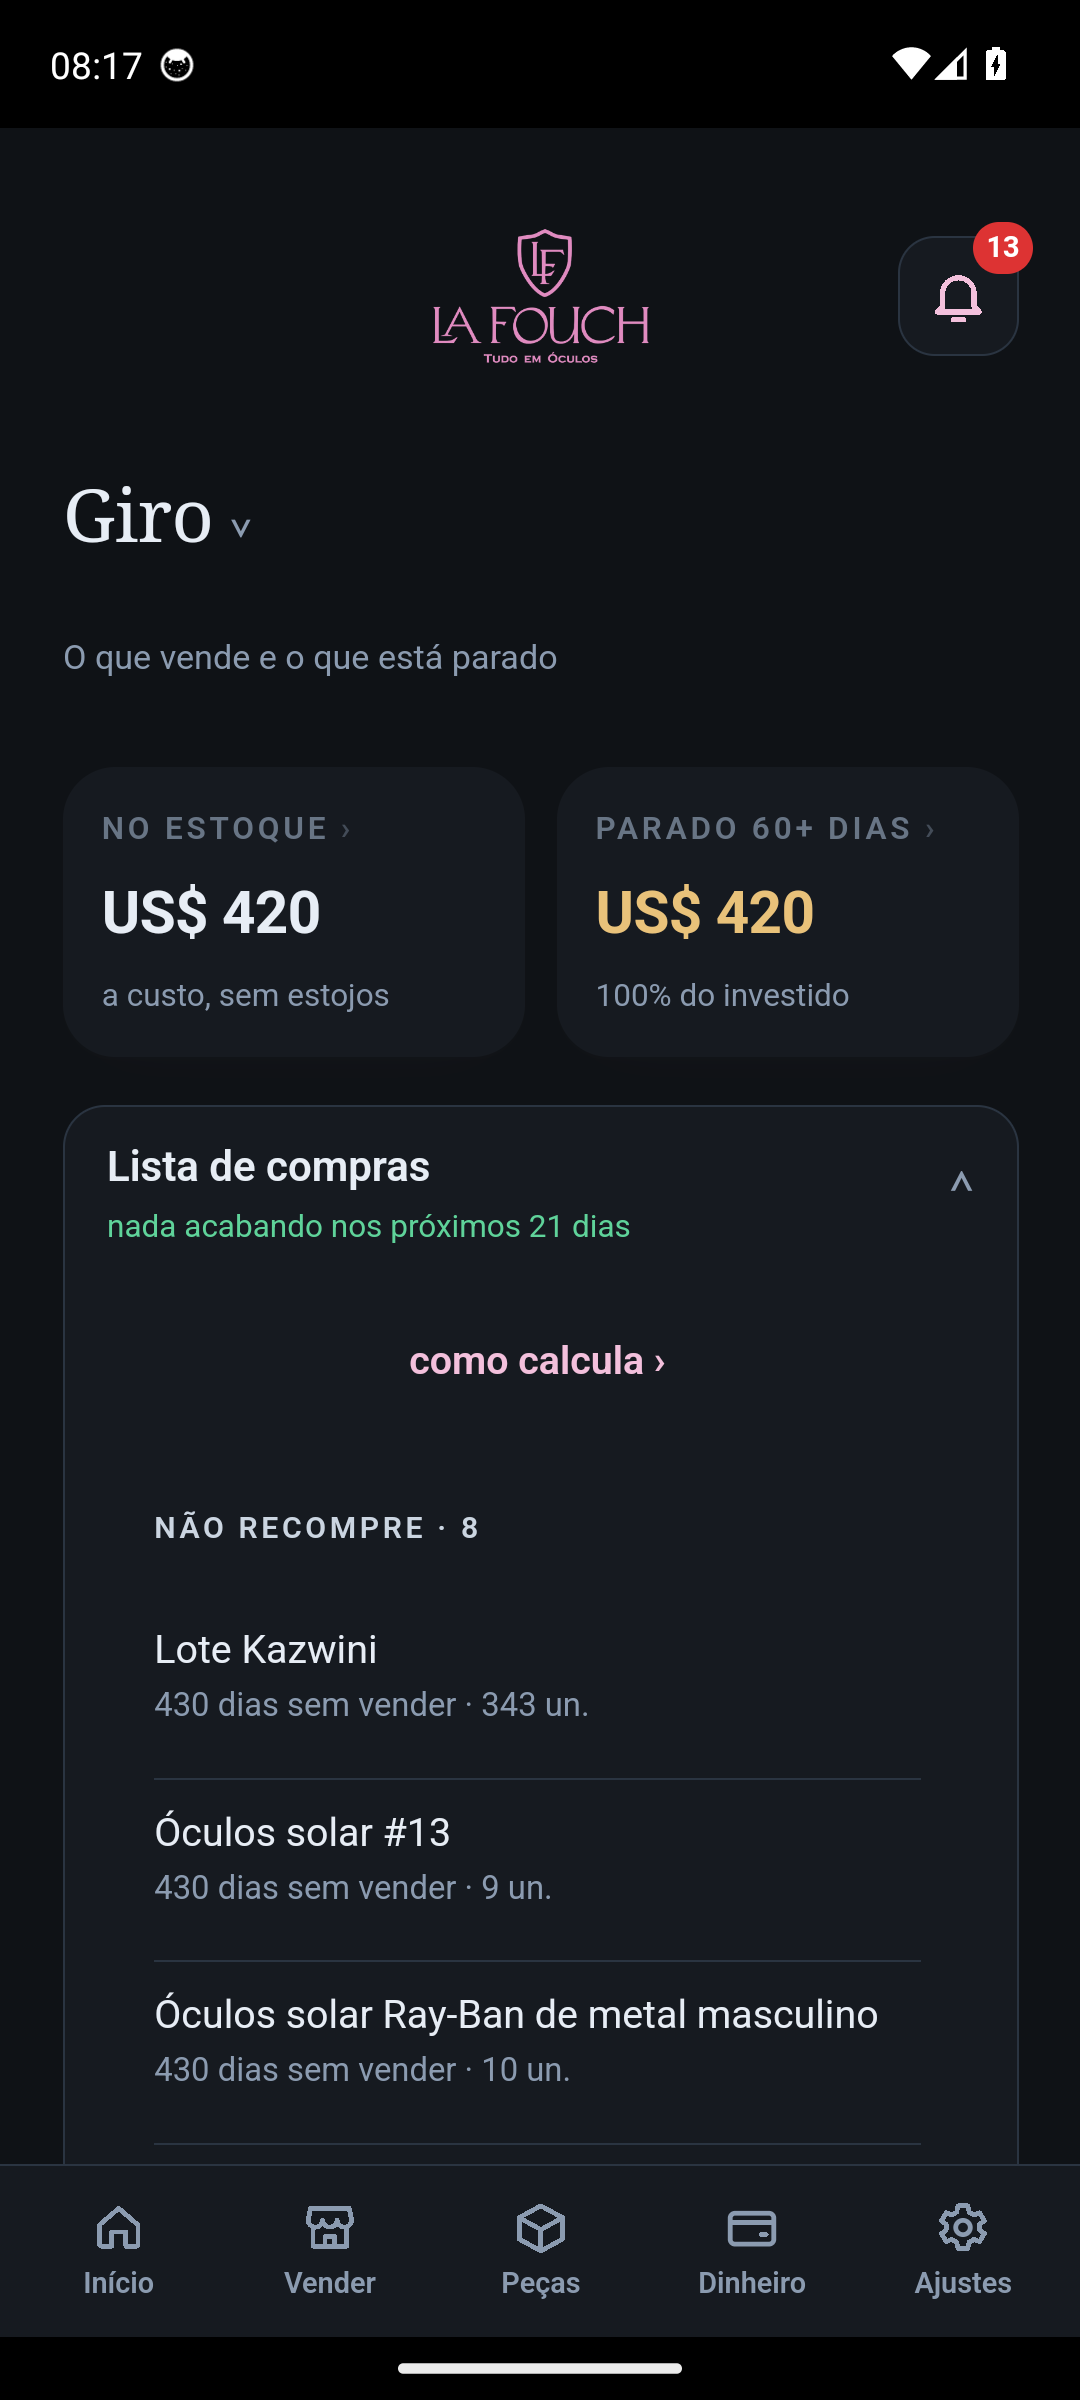 08:17
LF
LA FOUCH
TUDO EM ÓCULOS
13
Giro
O que vende e o que está parado
NO ESTOQUE ›
US$ 420
a custo, sem estojos
PARADO 60+ DIAS ›
US$ 420
100% do investido
Lista de compras
nada acabando nos próximos 21 dias
como calcula ›
NÃO RECOMPRE · 8
Lote Kazwini
430 dias sem vender · 343 un.
Óculos solar #13
430 dias sem vender · 9 un.
Óculos solar Ray-Ban de metal masculino
430 dias sem vender · 10 un.
Início
Vender
Peças
Dinheiro
Ajustes